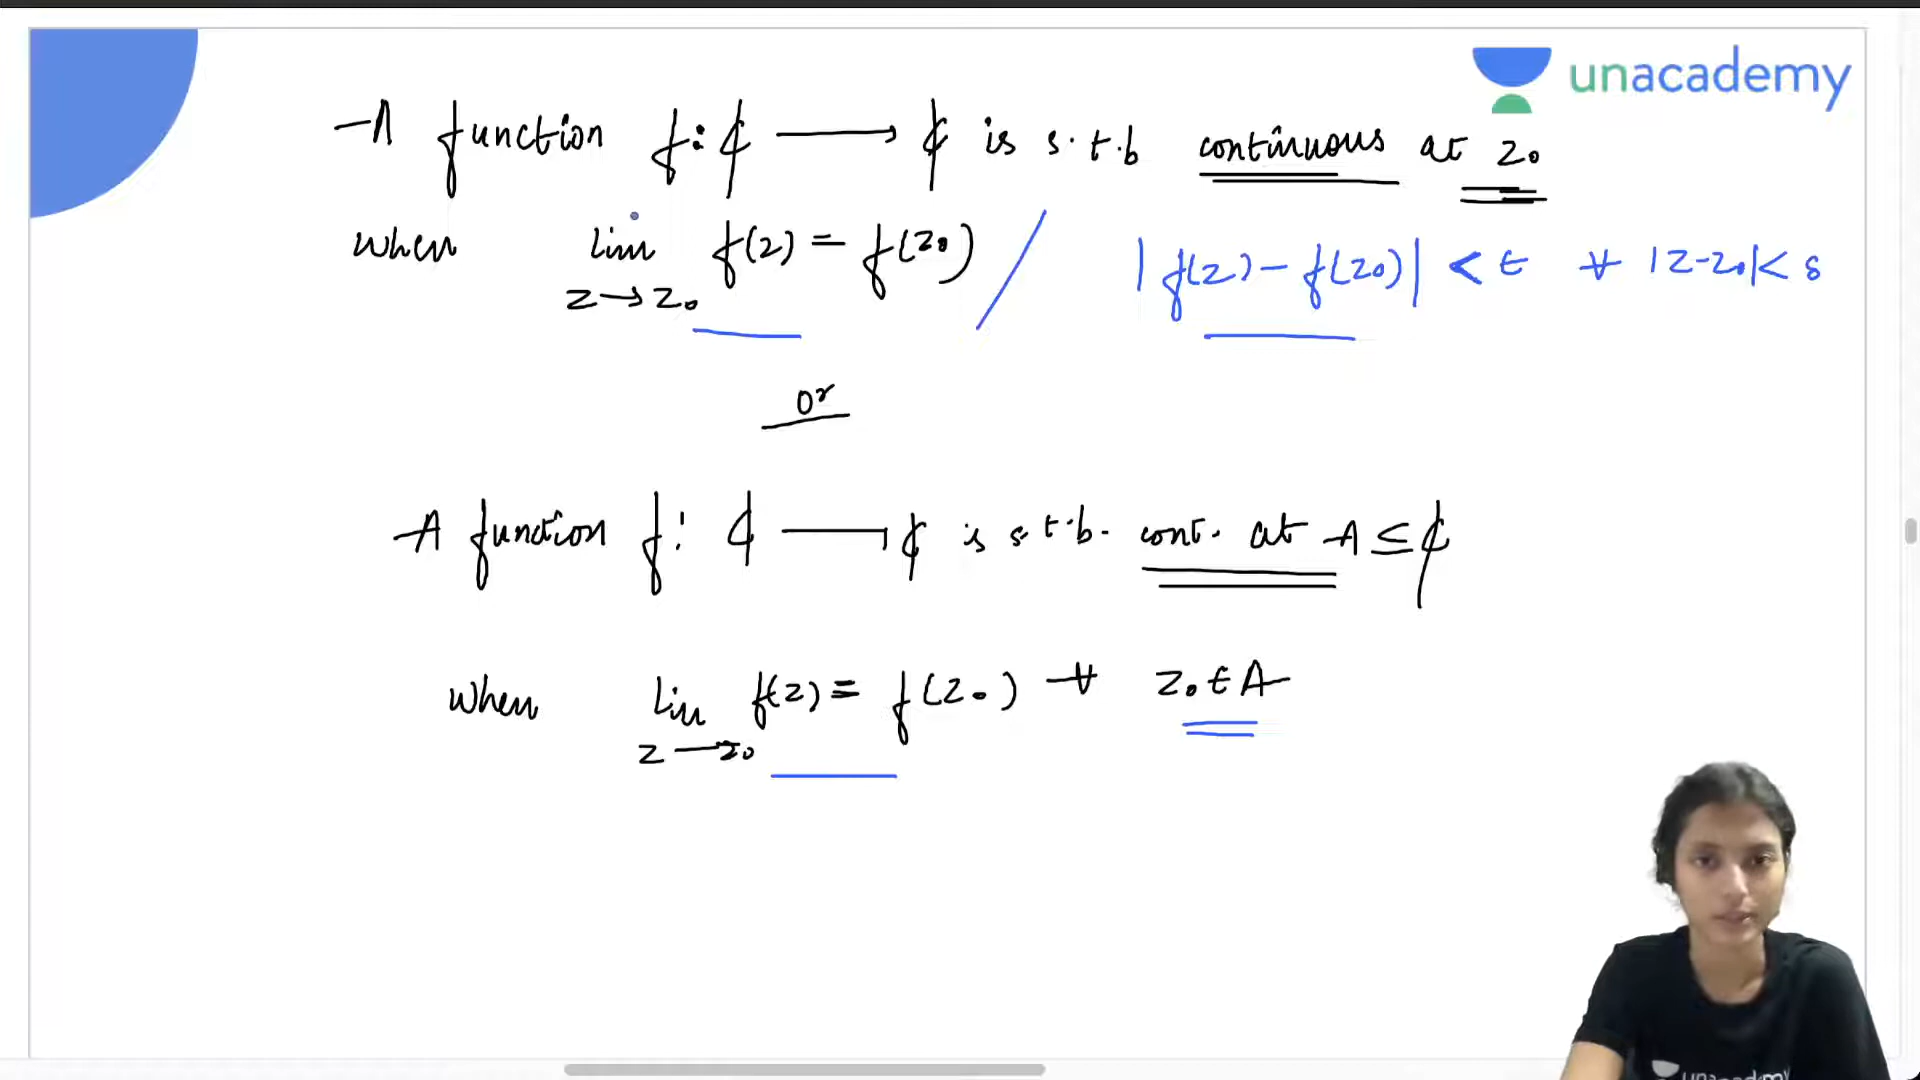 unacademy
A function f: ₵ ⟶ ₵ is s.t.b continuous at z₀
when lim f(z) = f(z₀) / |f(z) - f(z₀)| < ε ∀ |z-z₀| < δ
z→z₀
or
A function f: ₵ ⟶ ₵ is s.t.b. cont. at A ⊆ ₵
when lim f(z) = f(z₀) ∀ z₀ ∈ A
z→z₀
unacademy